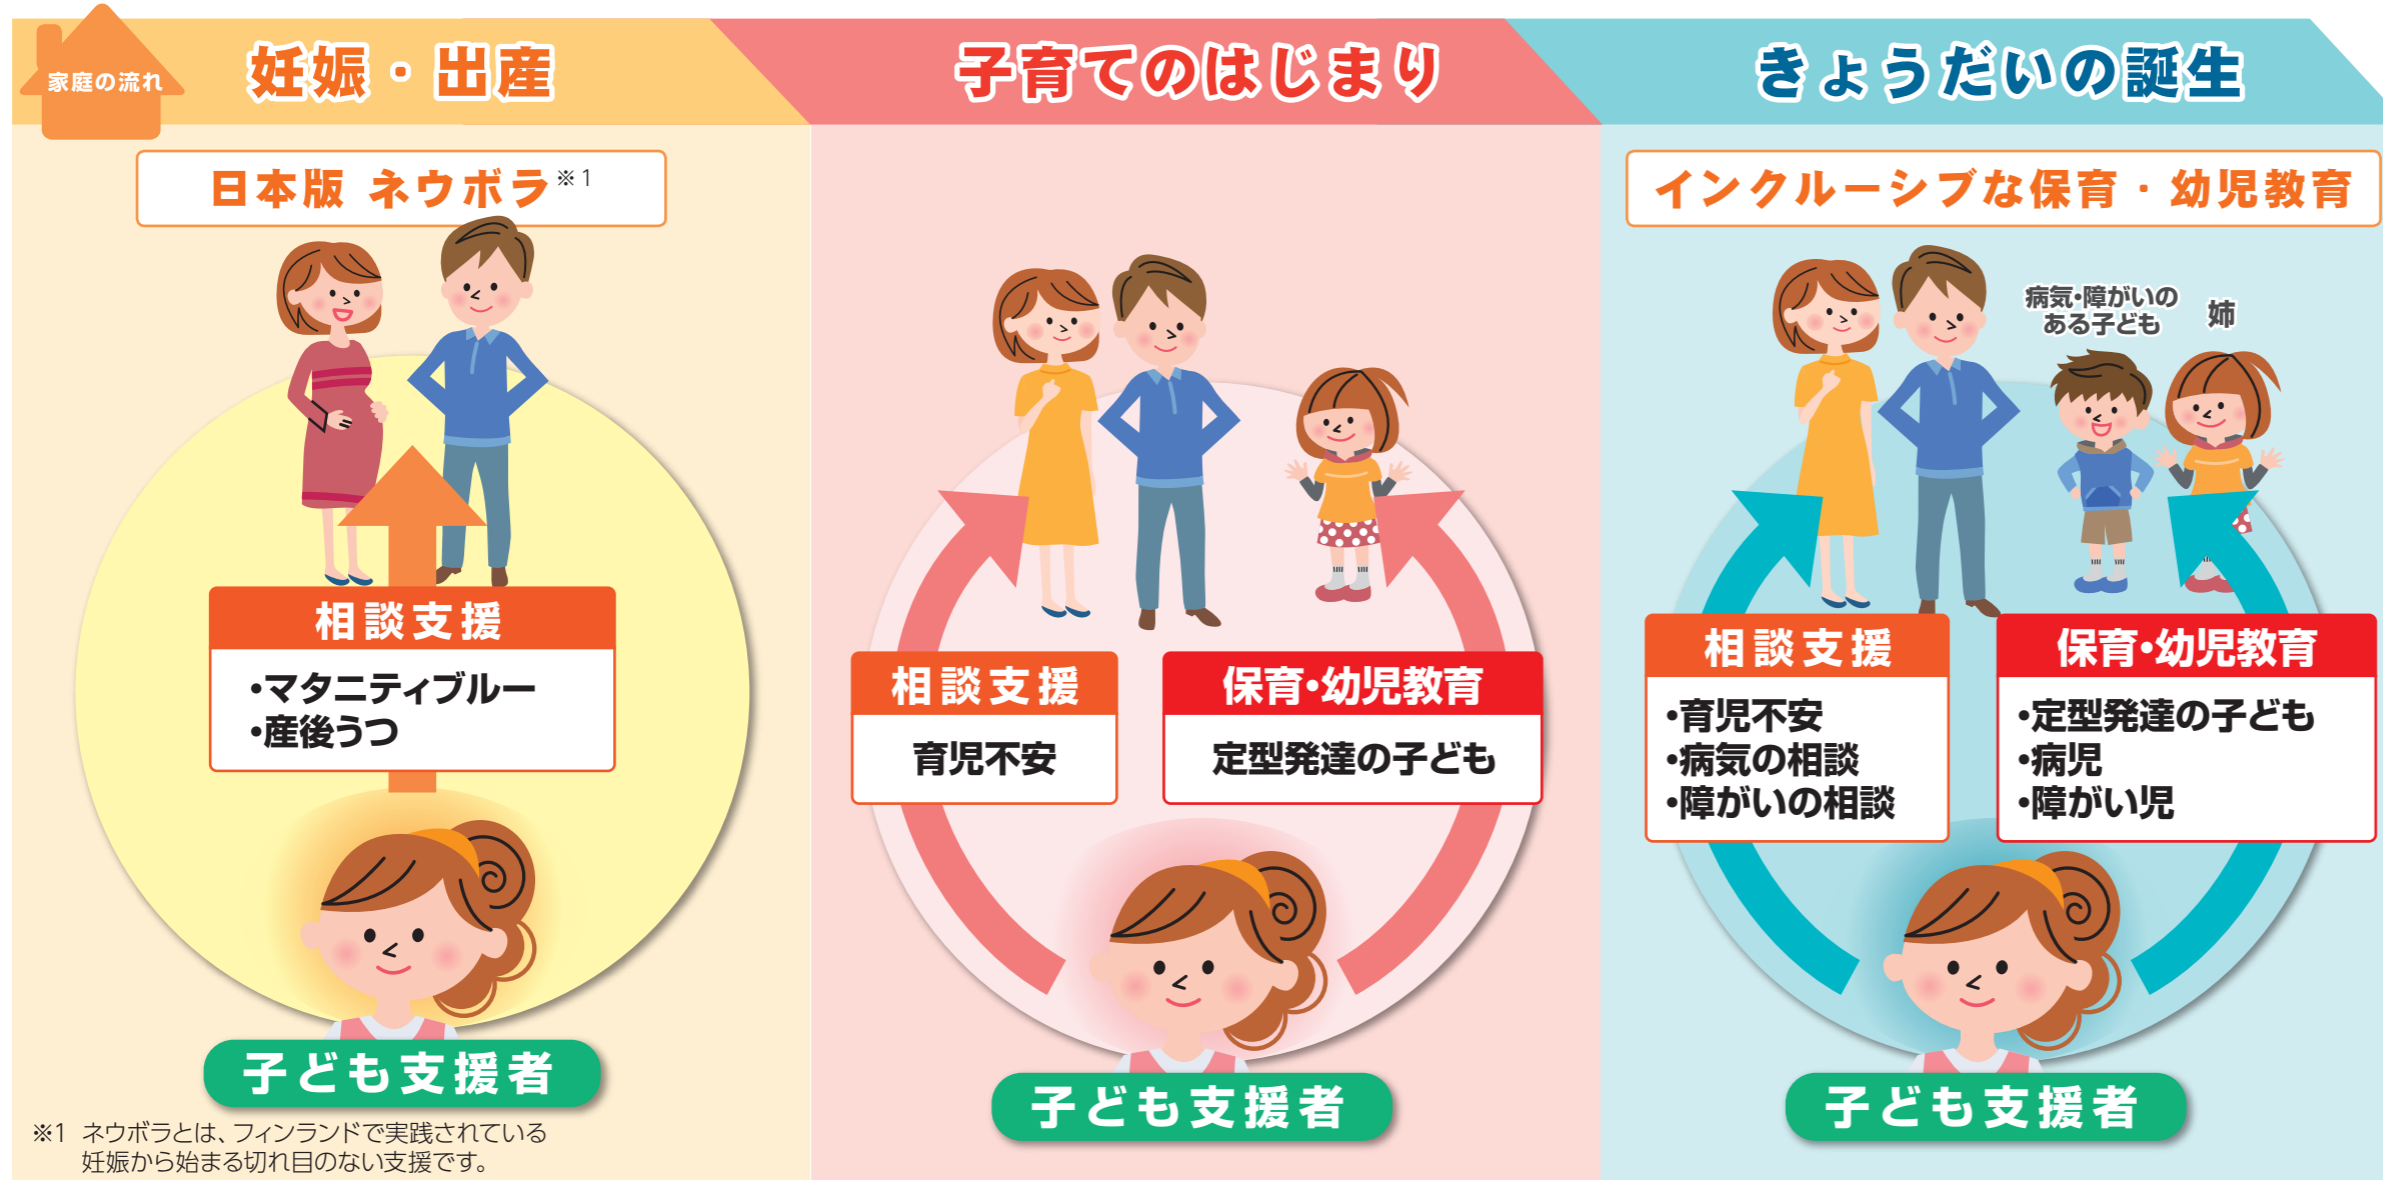 家庭の流れ
妊娠・出産
日本版 ネウボラ※1
相談支援
・マタニティブルー
・産後うつ
子ども支援者
※1 ネウボラとは、フィンランドで実践されている
妊娠から始まる切れ目のない支援です。
子育てのはじまり
相談支援
育児不安
保育・幼児教育
定型発達の子ども
子ども支援者
きょうだいの誕生
インクルーシブな保育・幼児教育
病気・障がいの
ある子ども
姉
相談支援
・育児不安
・病気の相談
・障がいの相談
保育・幼児教育
・定型発達の子ども
・病児
・障がい児
子ども支援者